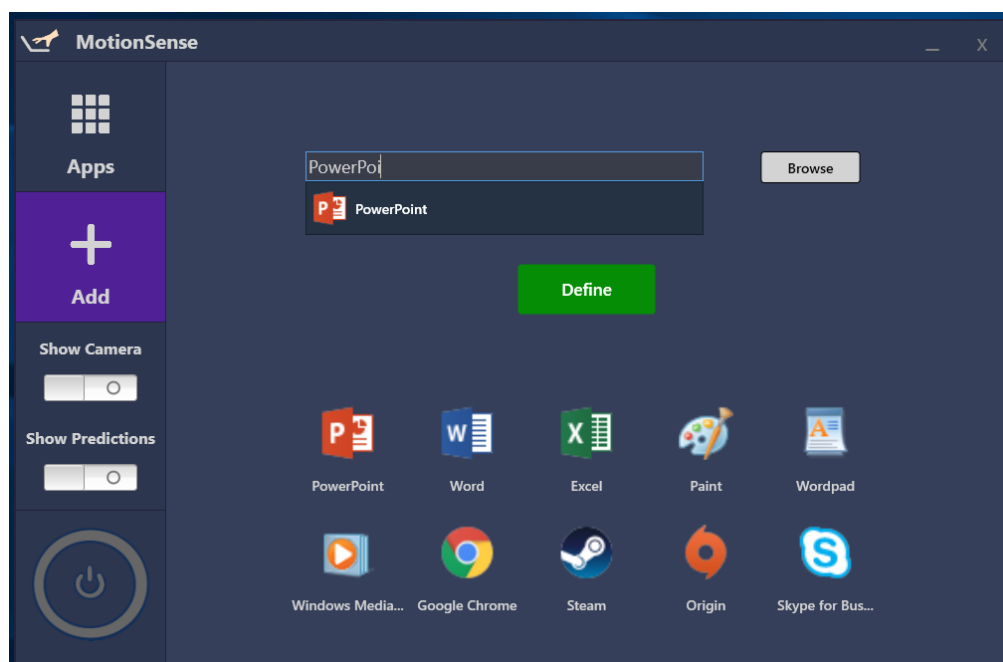 MotionSense
_ X
Apps
PowerPoi
Browse
PowerPoint
Add
Define
Show Camera
Show Predictions
PowerPoint Word Excel Paint Wordpad
Windows Media... Google Chrome Steam Origin Skype for Bus...